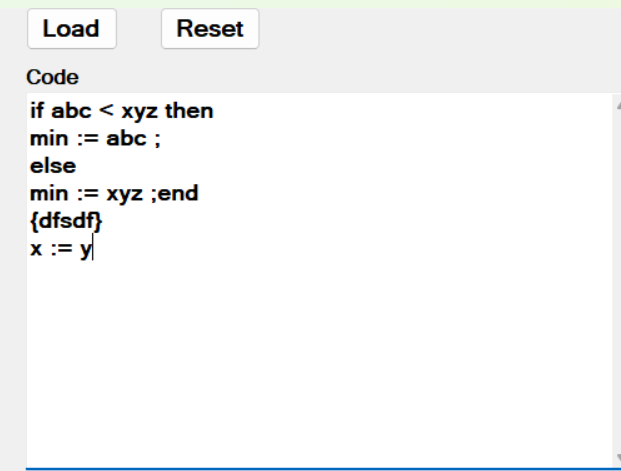 Load Reset
Code
if abc < xyz then
min := abc ;
else
min := xyz ;end
{dfsdf}
x := y